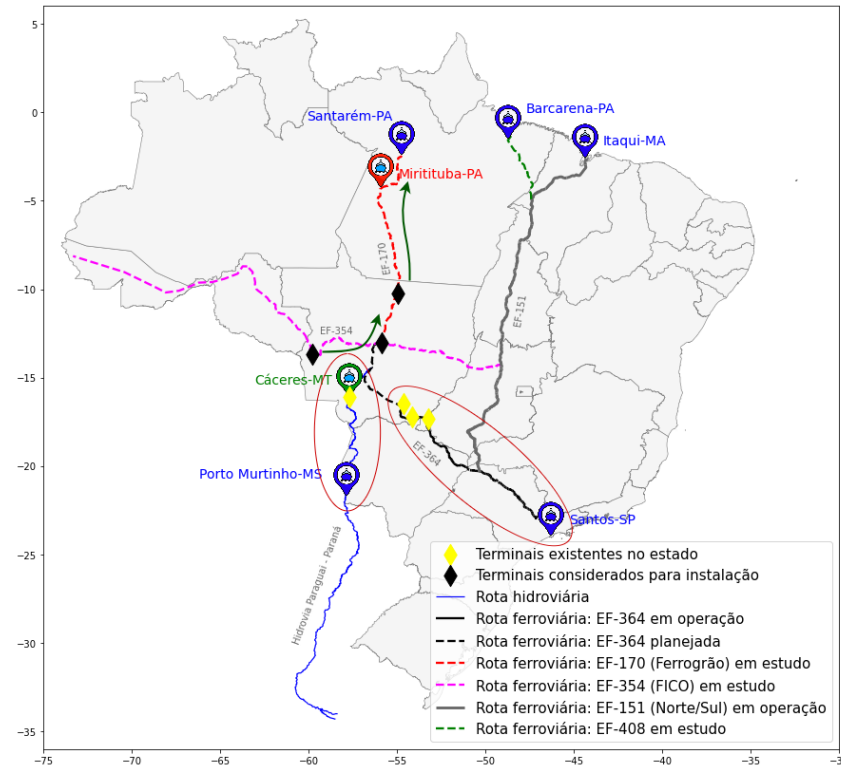 5
0
−5
−10
−15
−20
−25
−30
−35
−75
−70
−65
−60
−55
−50
−45
−40
−35
−3
Santarém-PA
Barcarena-PA
Itaqui-MA
Miritituba-PA
EF-170
EF-151
EF-354
Cáceres-MT
EF-364
Porto Murtinho-MS
Santos-SP
Hidrovia Paraguai - Paraná
Terminais existentes no estado
Terminais considerados para instalação
Rota hidroviária
Rota ferroviária: EF-364 em operação
Rota ferroviária: EF-364 planejada
Rota ferroviária: EF-170 (Ferrogrão) em estudo
Rota ferroviária: EF-354 (FICO) em estudo
Rota ferroviária: EF-151 (Norte/Sul) em operação
Rota ferroviária: EF-408 em estudo